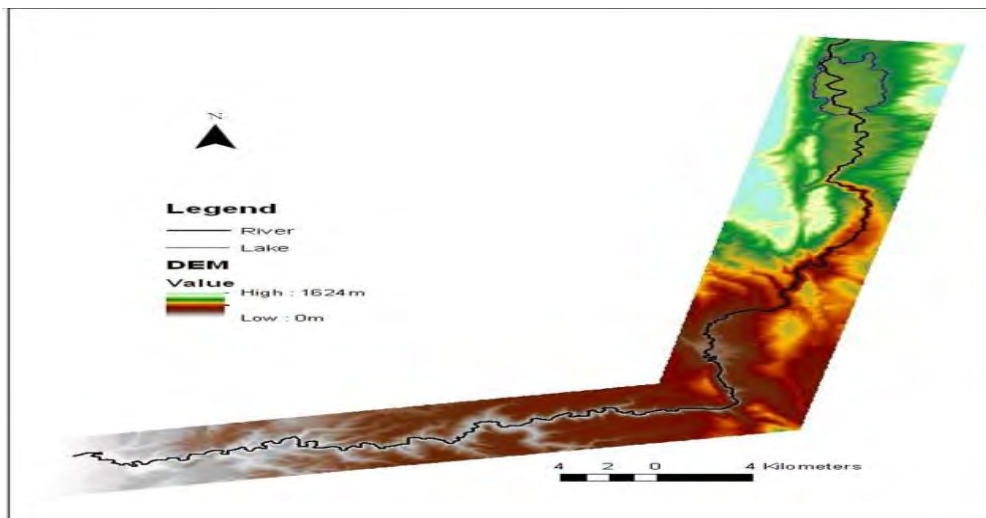 N
Legend
River
Lake
DEM
Value
High : 1624m
Low : 0m
4 2 0 4 Kilometers